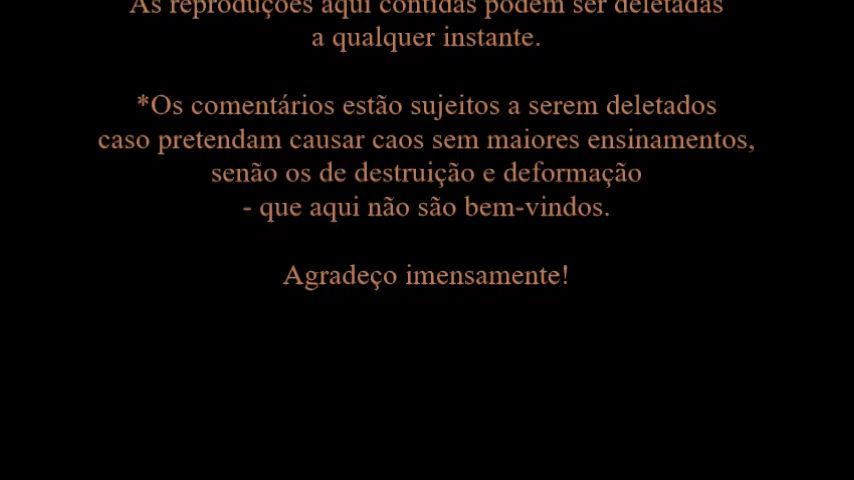 As reproduções aqui contidas podem ser deletadas
a qualquer instante.
*Os comentários estão sujeitos a serem deletados
caso pretendam causar caos sem maiores ensinamentos,
senão os de destruição e deformação
- que aqui não são bem-vindos.
Agradeço imensamente!